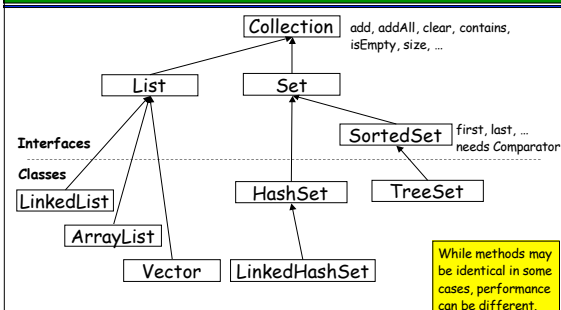 Collection
add, addAll, clear, contains,
isEmpty, size, …
List
Set
SortedSet
first, last, …
needs Comparator
Interfaces
Classes
LinkedList
HashSet
TreeSet
ArrayList
Vector
LinkedHashSet
While methods may
be identical in some
cases, performance
can be different.